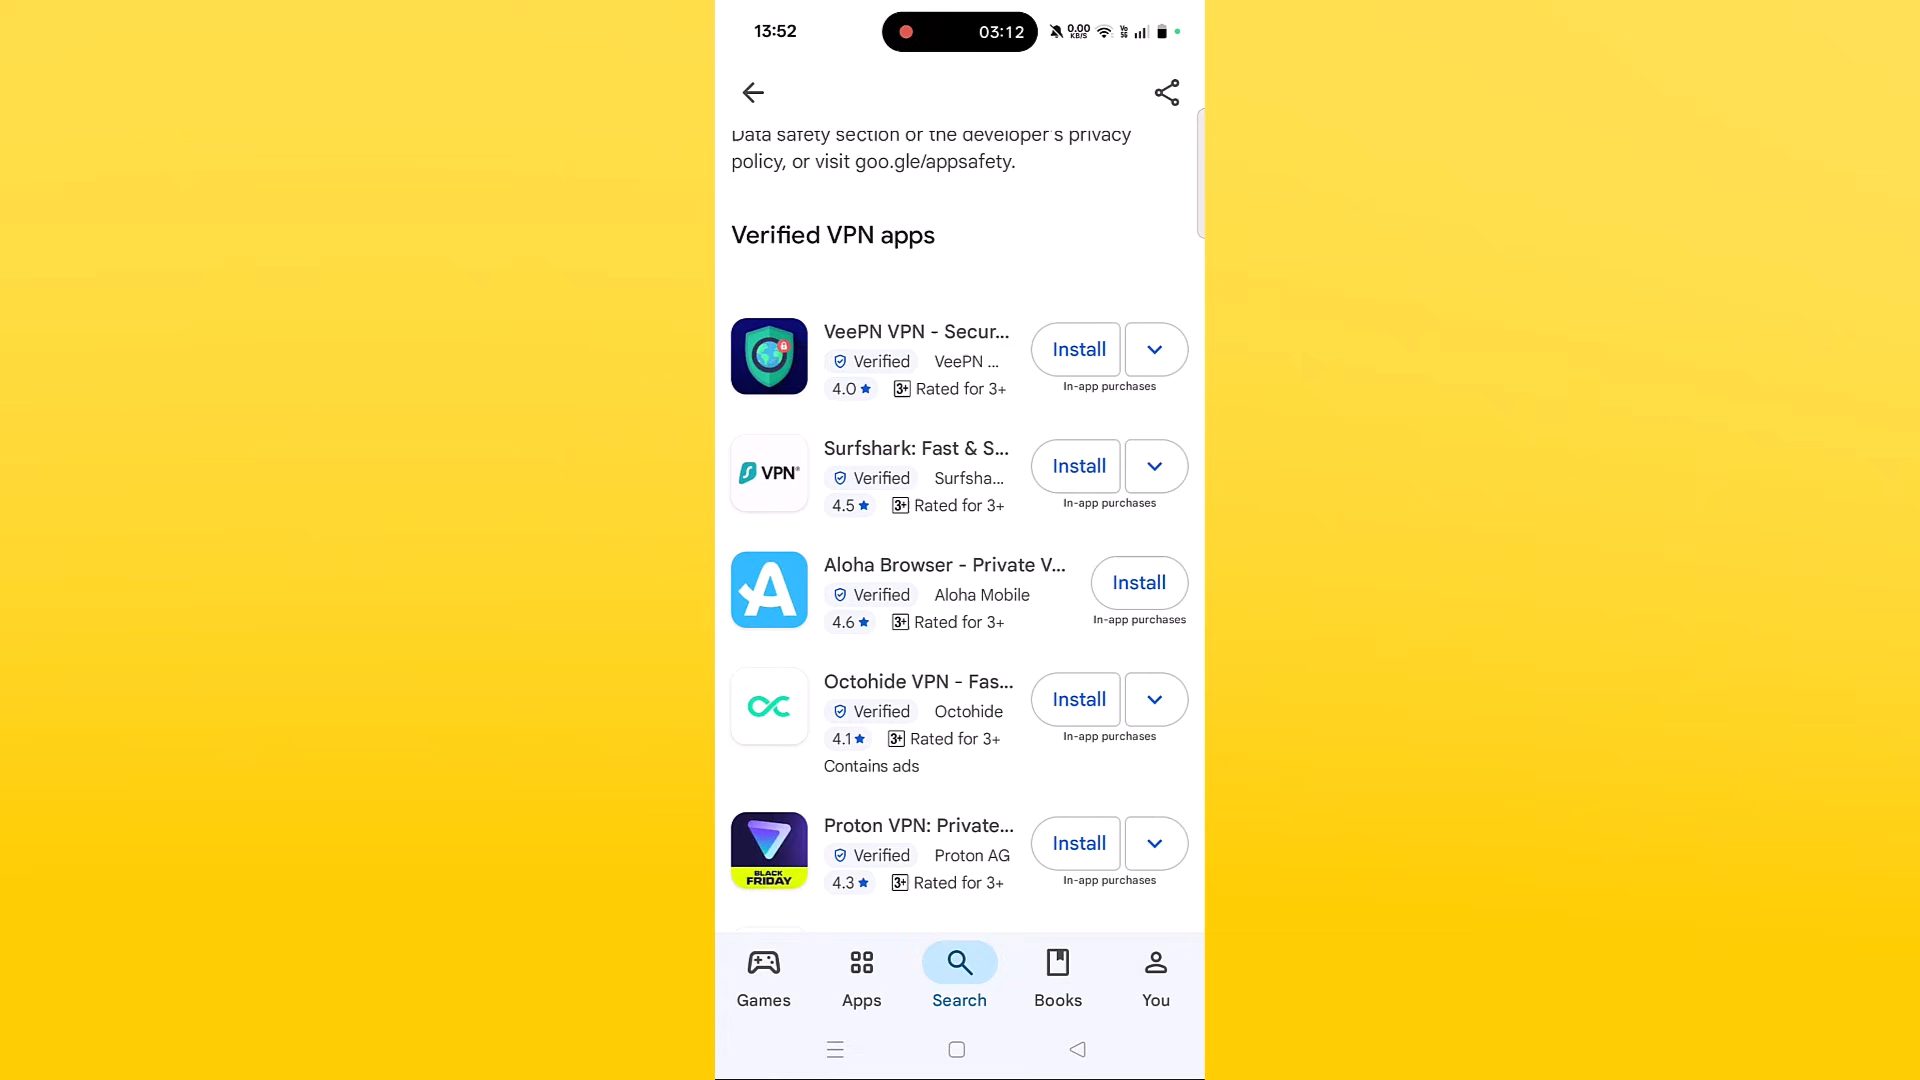 13:52
03:12
0.00
KB/S
Vo
5G
Data safety section or the developer's privacy
policy, or visit goo.gle/appsafety.
Verified VPN apps
VeePN VPN - Secur...
Verified VeePN ...
4.0 3+ Rated for 3+
Install
In-app purchases
VPN
Surfshark: Fast & S...
Verified Surfsha...
4.5 3+ Rated for 3+
Install
In-app purchases
Aloha Browser - Private V...
Verified Aloha Mobile
4.6 3+ Rated for 3+
Install
In-app purchases
Octohide VPN - Fas...
Verified Octohide
4.1 3+ Rated for 3+
Contains ads
Install
In-app purchases
BLACK
FRIDAY
Proton VPN: Private...
Verified Proton AG
4.3 3+ Rated for 3+
Install
In-app purchases
Games Apps Search Books You